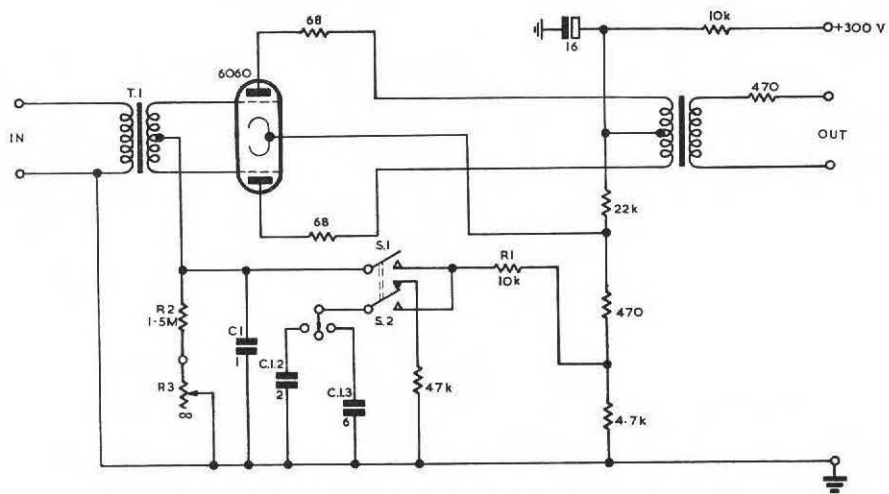 68
10k
+300 V
16
6060
T.1
470
IN
OUT
68
22k
S.1
R1
10k
R2
1·5M
S.2
470
C1
1
C.1.2
2
R3
∞
C.1.3
6
47k
4·7k